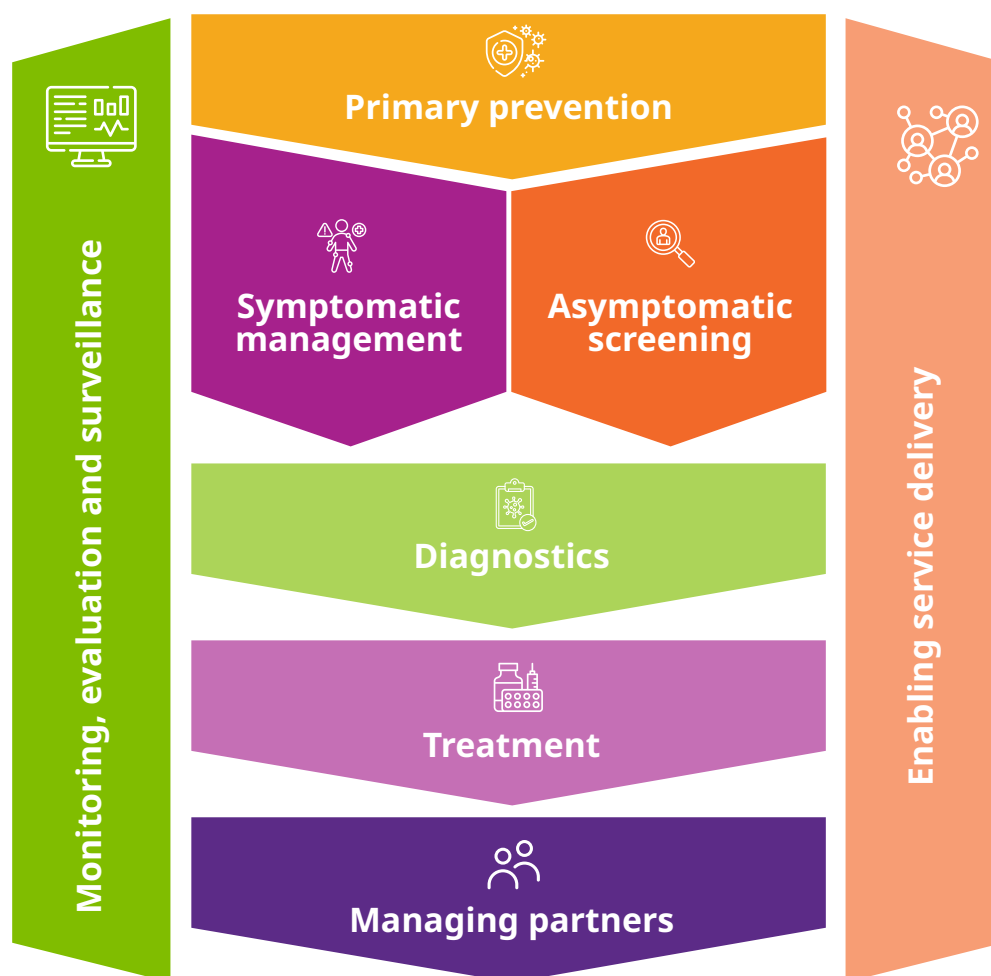 Primary prevention
Symptomatic
management
Asymptomatic
screening
Diagnostics
Treatment
Managing partners
Monitoring, evaluation and surveillance
Enabling service delivery